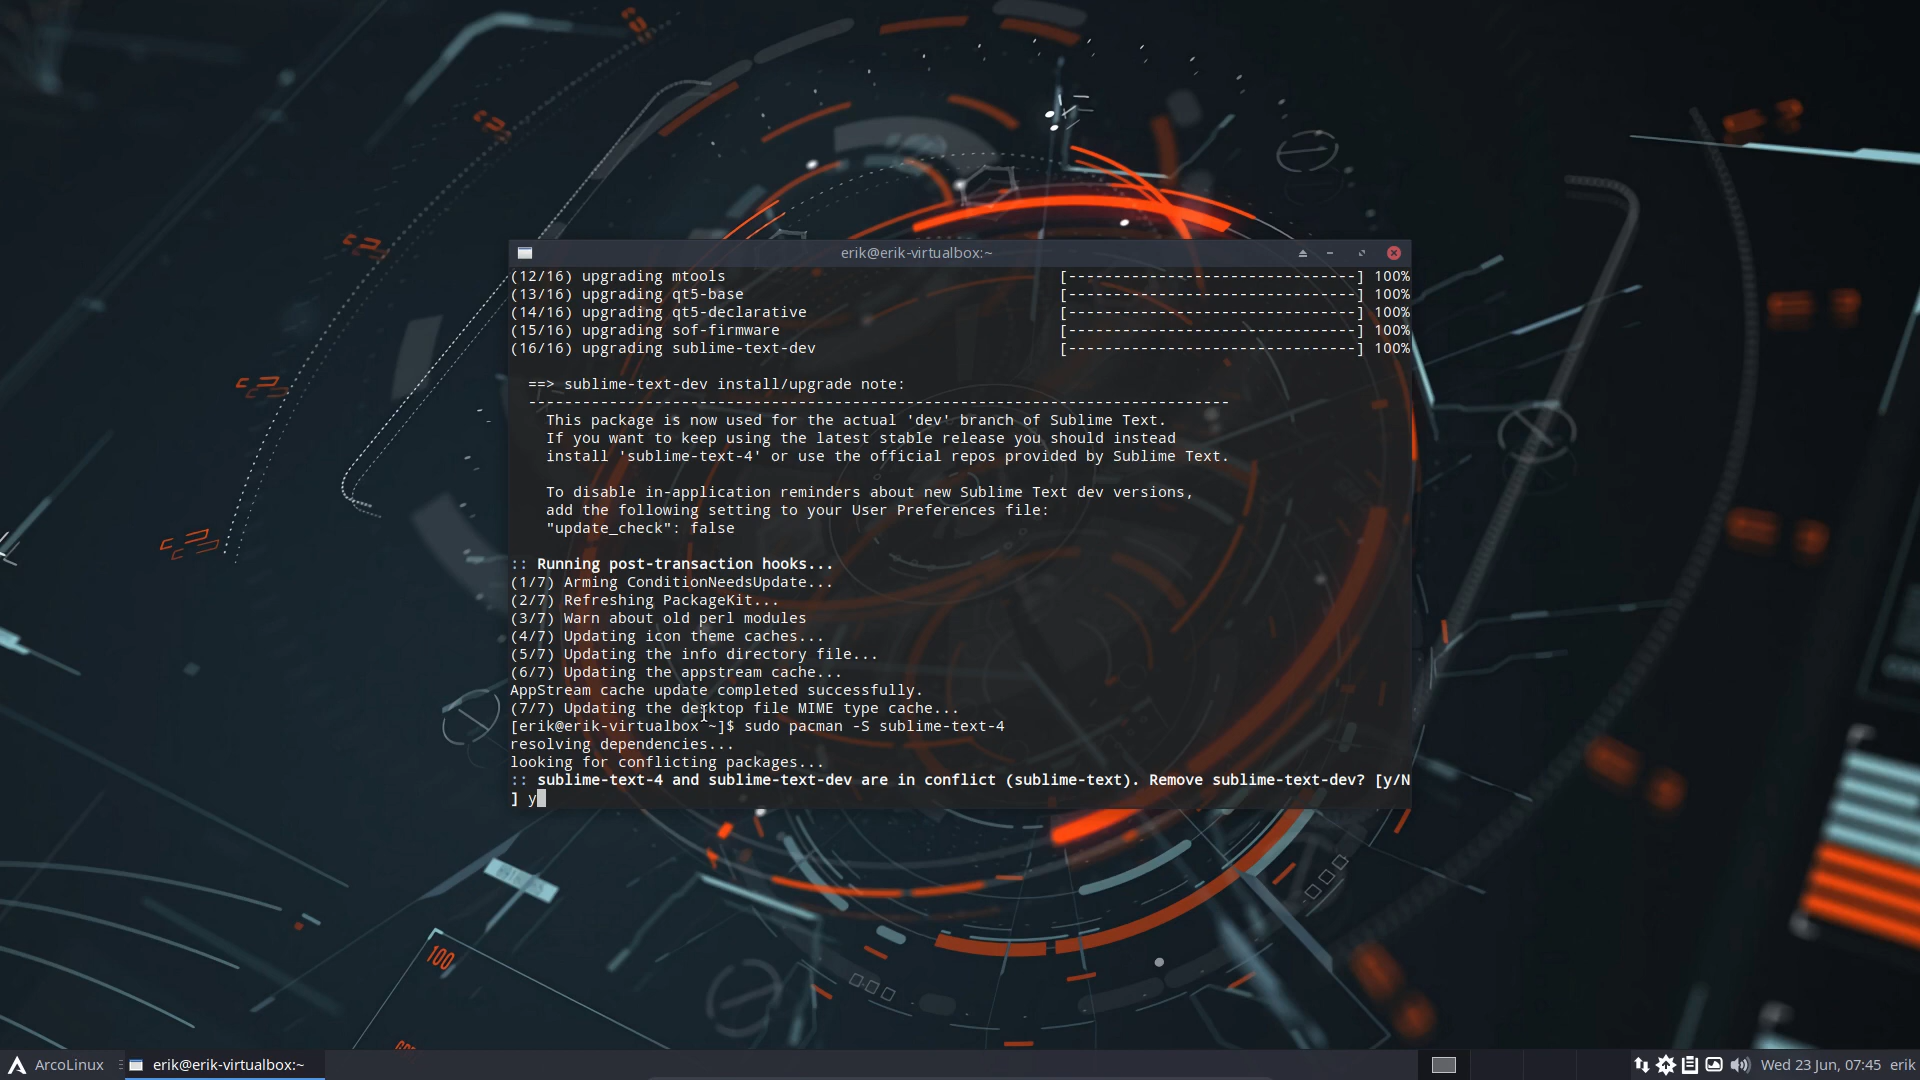 erik@erik-virtualbox:~
(12/16) upgrading mtools [--------------------------------] 100%
(13/16) upgrading qt5-base [--------------------------------] 100%
(14/16) upgrading qt5-declarative [--------------------------------] 100%
(15/16) upgrading sof-firmware [--------------------------------] 100%
(16/16) upgrading sublime-text-dev [--------------------------------] 100%
==> sublime-text-dev install/upgrade note:
------------------------------------------------------------------------------
This package is now used for the actual 'dev' branch of Sublime Text.
If you want to keep using the latest stable release you should instead
install 'sublime-text-4' or use the official repos provided by Sublime Text.
To disable in-application reminders about new Sublime Text dev versions,
add the following setting to your User Preferences file:
"update_check": false
:: Running post-transaction hooks...
(1/7) Arming ConditionNeedsUpdate...
(2/7) Refreshing PackageKit...
(3/7) Warn about old perl modules
(4/7) Updating icon theme caches...
(5/7) Updating the info directory file...
(6/7) Updating the appstream cache...
AppStream cache update completed successfully.
(7/7) Updating the desktop file MIME type cache...
[erik@erik-virtualbox ~]$ sudo pacman -S sublime-text-4
resolving dependencies...
looking for conflicting packages...
:: sublime-text-4 and sublime-text-dev are in conflict (sublime-text). Remove sublime-text-dev? [y/N
] y
100
ArcoLinux
erik@erik-virtualbox:~
Wed 23 Jun, 07:45
erik